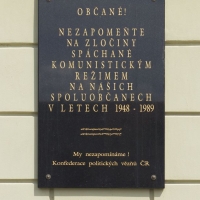 OBČANÉ!
NEZAPOMEŇTE
NA ZLOČINY
SPÁCHANÉ
KOMUNISTICKÝM
REŽIMEM
NA NAŠICH
SPOLUOBČANECH
V LETECH 1948 - 1989
My nezapomínáme!
Konfederace politických vězňů ČR